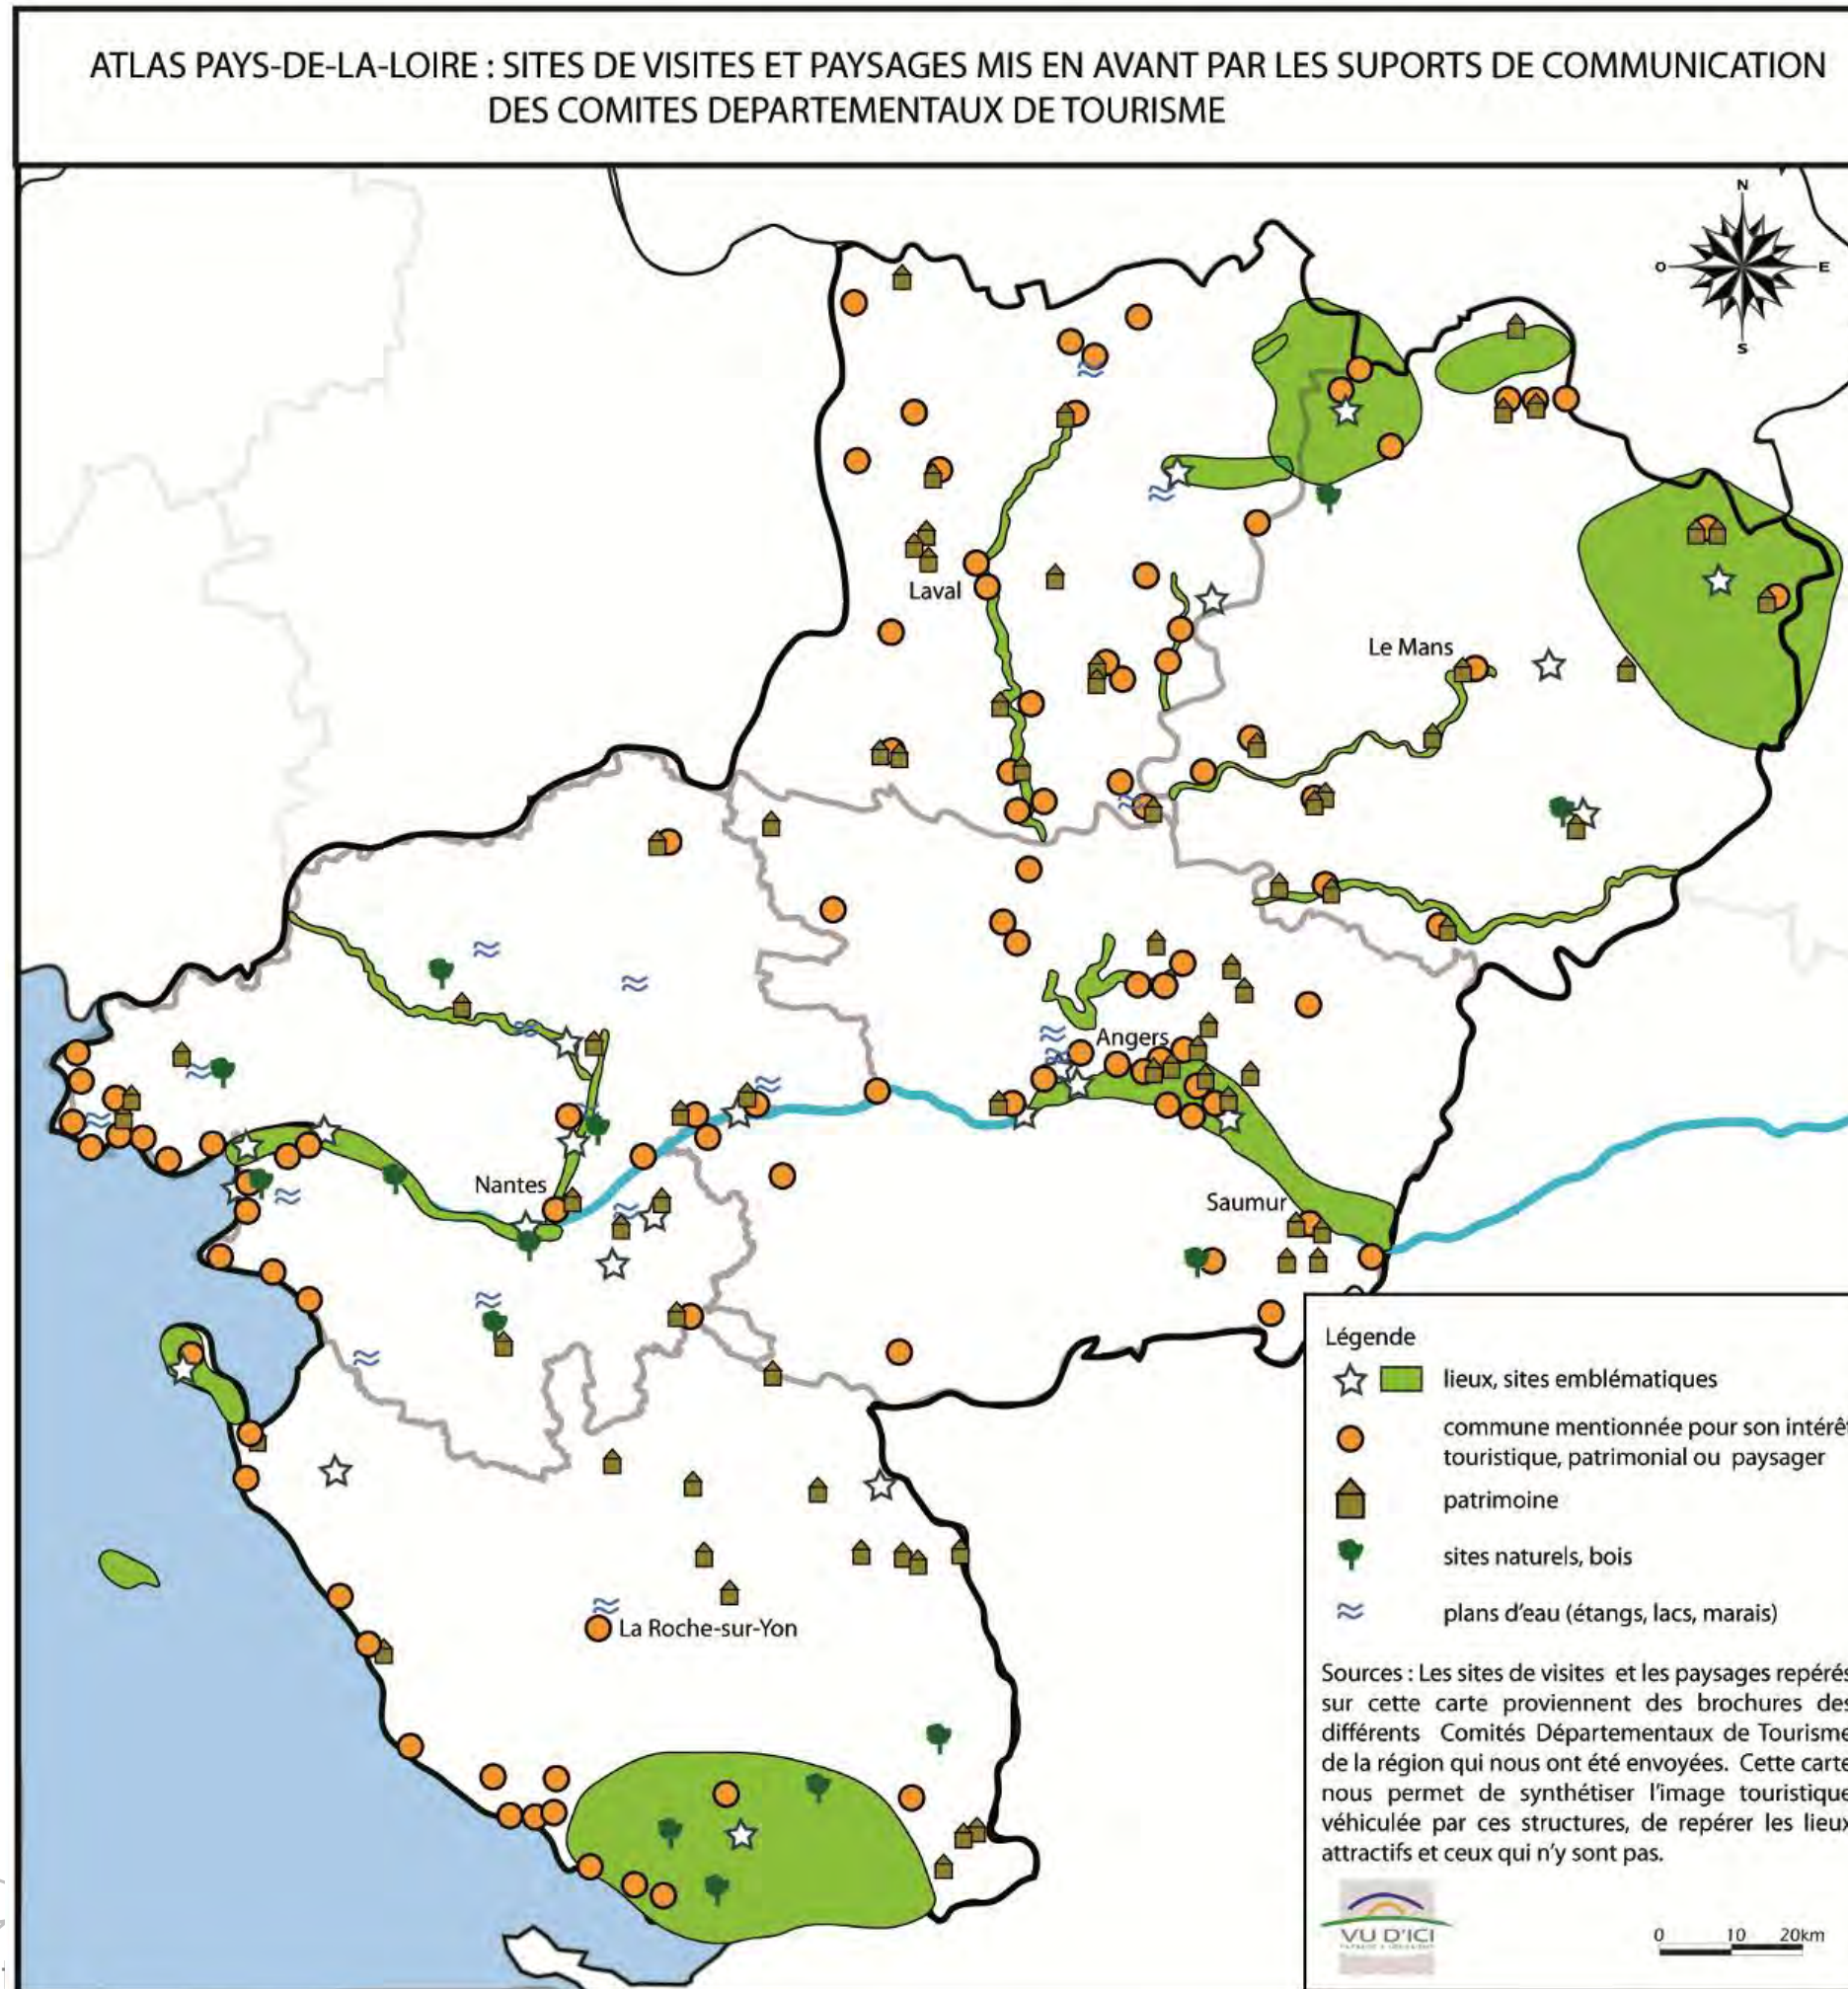 ATLAS PAYS-DE-LA-LOIRE : SITES DE VISITES ET PAYSAGES MIS EN AVANT PAR LES SUPORTS DE COMMUNICATION
DES COMITES DEPARTEMENTAUX DE TOURISME
N
O
E
S
Laval
Le Mans
Angers
Nantes
Saumur
La Roche-sur-Yon
Légende
lieux, sites emblématiques
commune mentionnée pour son intérêt
touristique, patrimonial ou paysager
patrimoine
sites naturels, bois
plans d'eau (étangs, lacs, marais)
Sources : Les sites de visites et les paysages repérés
sur cette carte proviennent des brochures des
différents Comités Départementaux de Tourisme
de la région qui nous ont été envoyées. Cette carte
nous permet de synthétiser l'image touristique
véhiculée par ces structures, de repérer les lieux
attractifs et ceux qui n'y sont pas.
VU D'ICI
0 10 20km